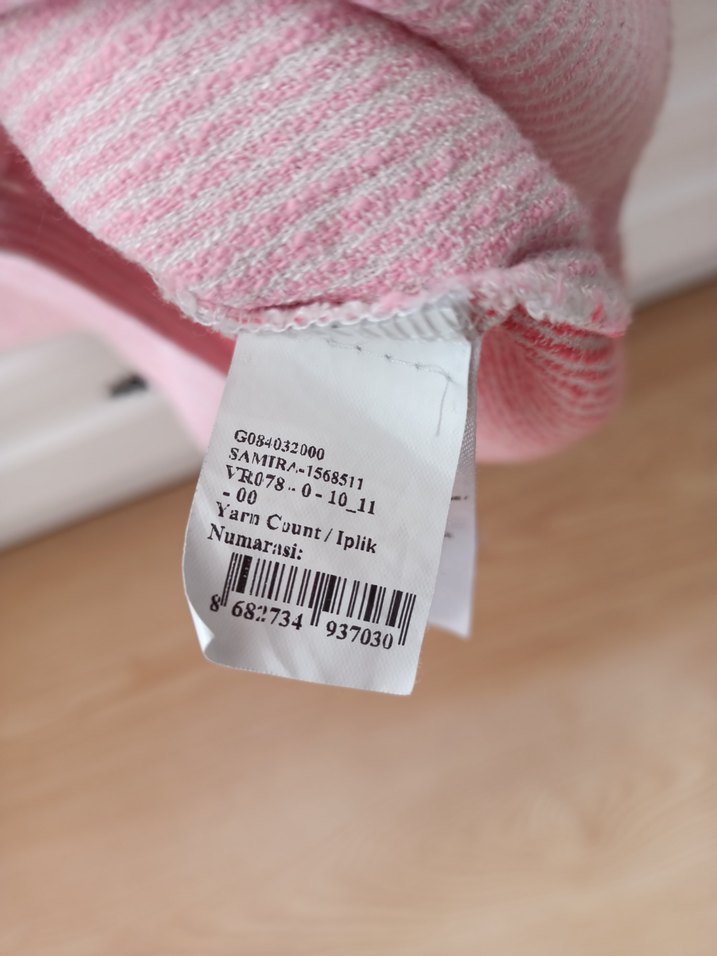 G084032000
SAMIRA-1568511
VR078 - 0 - 10_11
- 00
Yarn Count / Iplik
Numarasi:
8 682734 937030